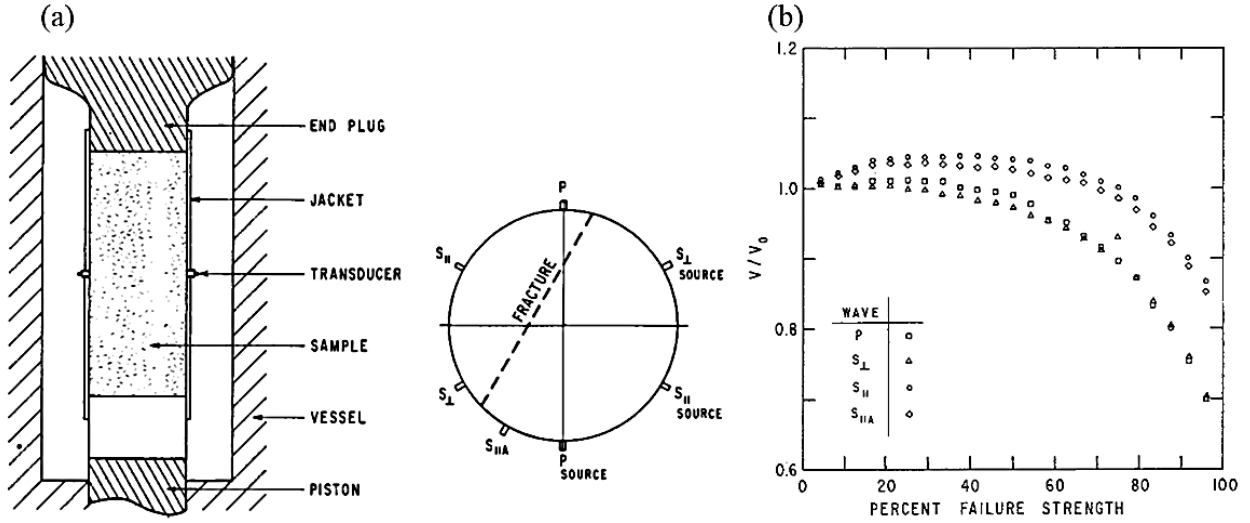 (a)
END PLUG
JACKET
TRANSDUCER
SAMPLE
VESSEL
PISTON
P
S⊥
SOURCE
S||
SOURCE
P
SOURCE
S||A
S⊥
S||
FRACTURE
(b)
1.2
1.0
0.8
0.6
V/V₀
WAVE
P
S⊥
S||
S||A
0 20 40 60 80 100
PERCENT FAILURE STRENGTH